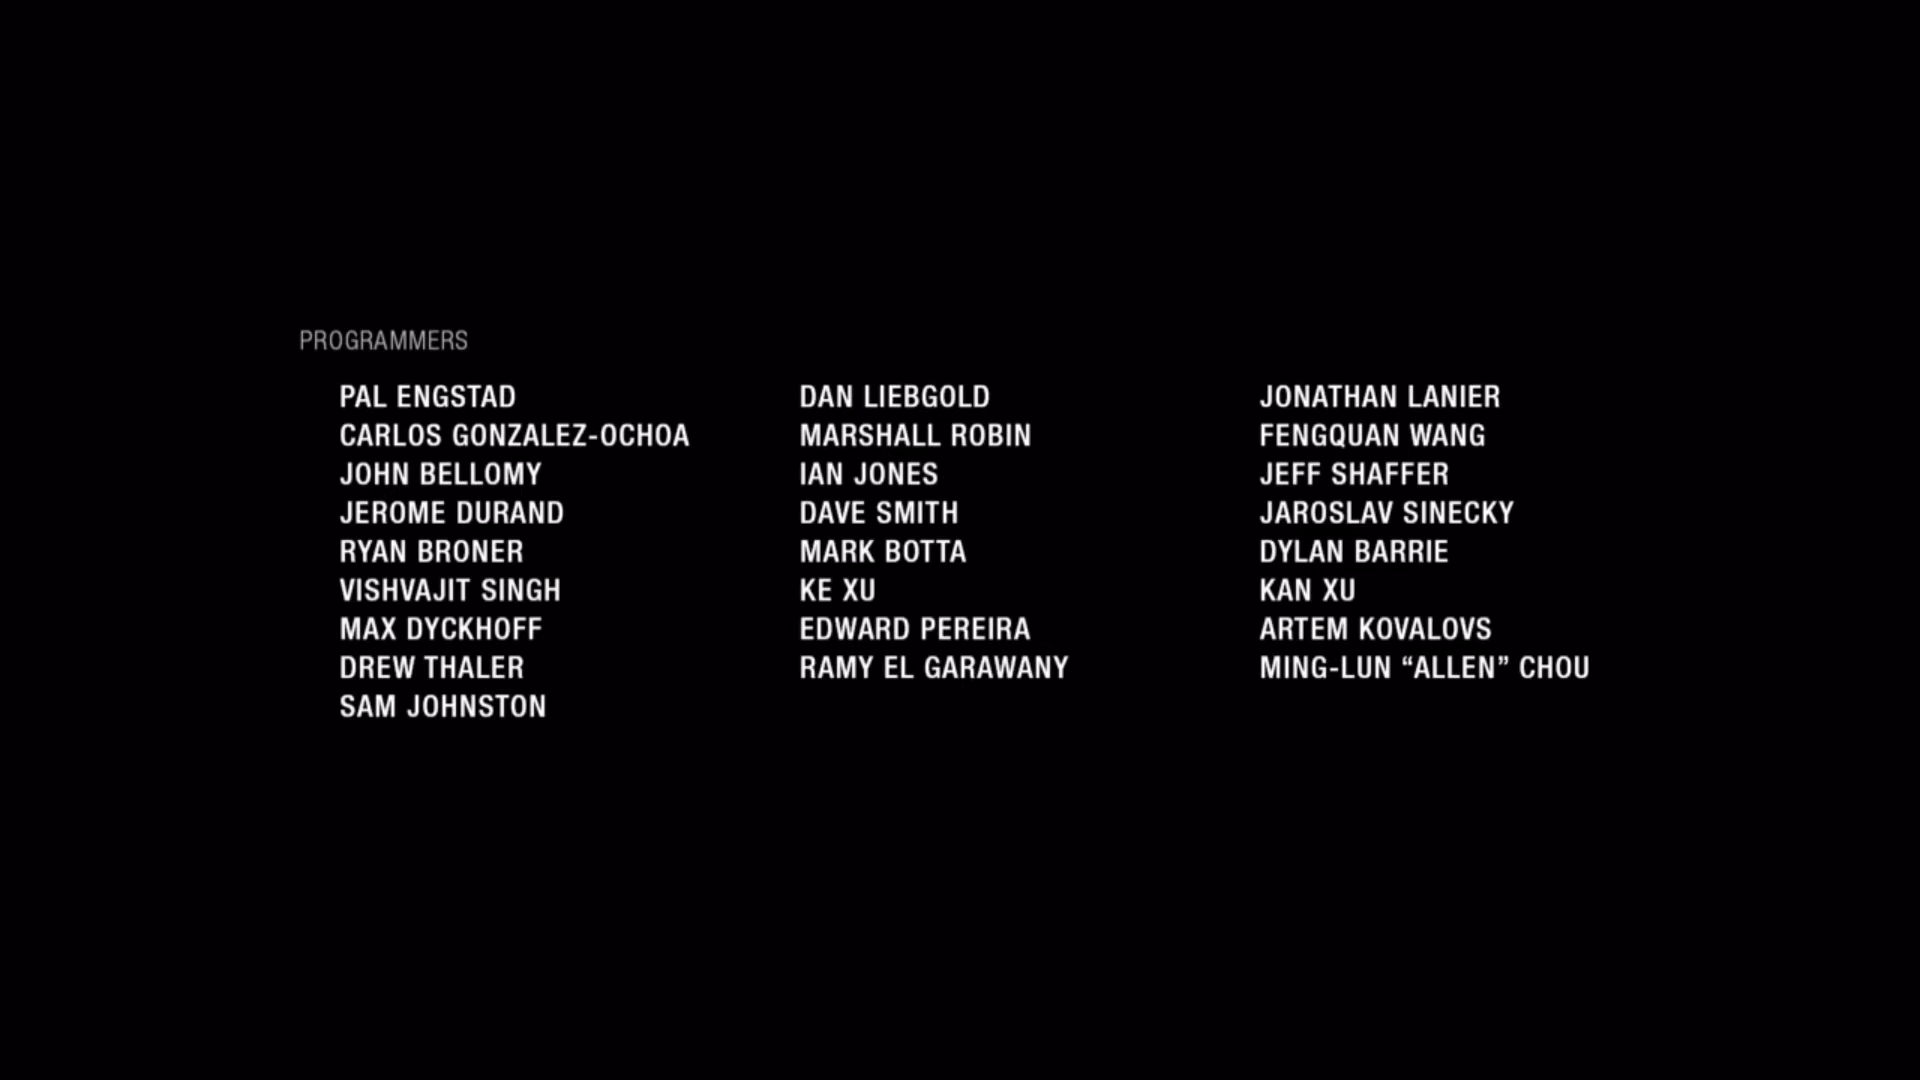 PROGRAMMERS
PAL ENGSTAD
CARLOS GONZALEZ-OCHOA
JOHN BELLOMY
JEROME DURAND
RYAN BRONER
VISHVAJIT SINGH
MAX DYCKHOFF
DREW THALER
SAM JOHNSTON
DAN LIEBGOLD
MARSHALL ROBIN
IAN JONES
DAVE SMITH
MARK BOTTA
KE XU
EDWARD PEREIRA
RAMY EL GARAWANY
JONATHAN LANIER
FENGQUAN WANG
JEFF SHAFFER
JAROSLAV SINECKY
DYLAN BARRIE
KAN XU
ARTEM KOVALOVS
MING-LUN “ALLEN” CHOU